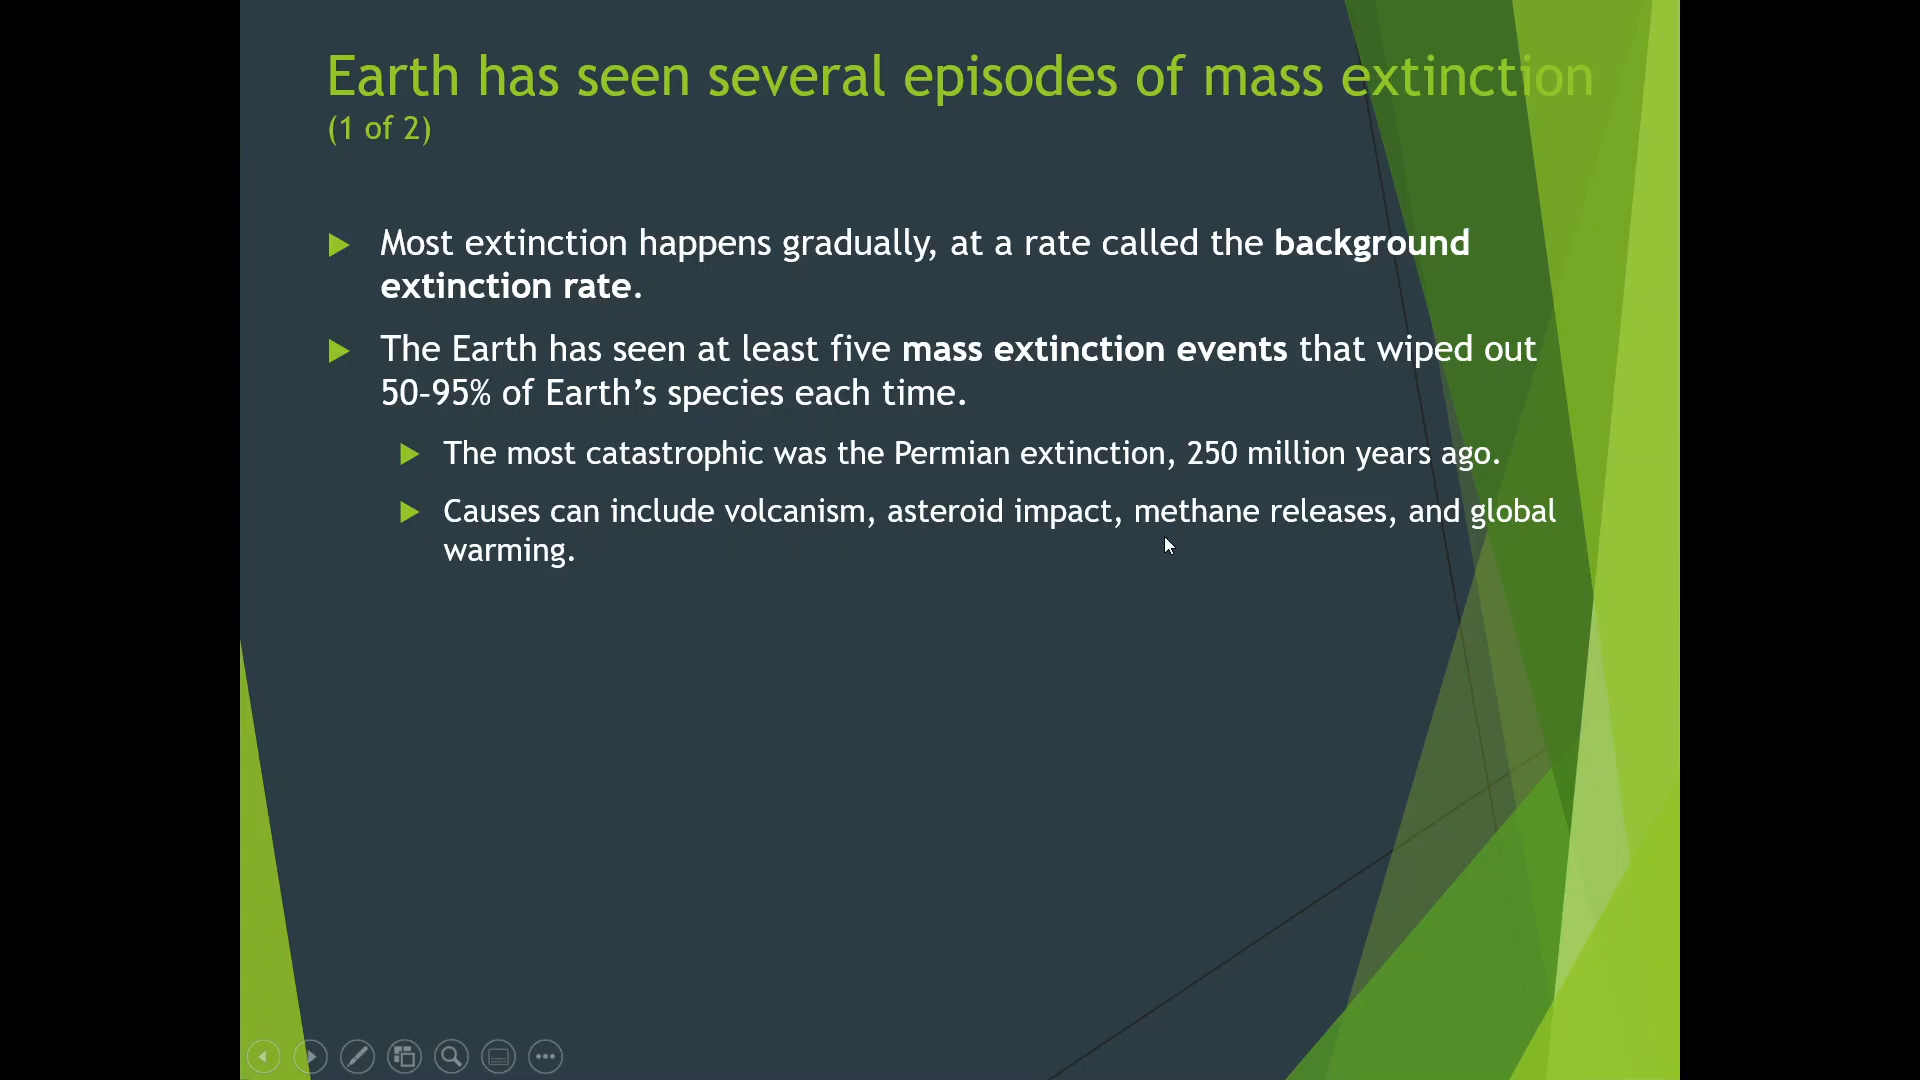 Earth has seen several episodes of mass extinction
(1 of 2)
Most extinction happens gradually, at a rate called the background
extinction rate.
The Earth has seen at least five mass extinction events that wiped out
50-95% of Earth’s species each time.
The most catastrophic was the Permian extinction, 250 million years ago.
Causes can include volcanism, asteroid impact, methane releases, and global
warming.